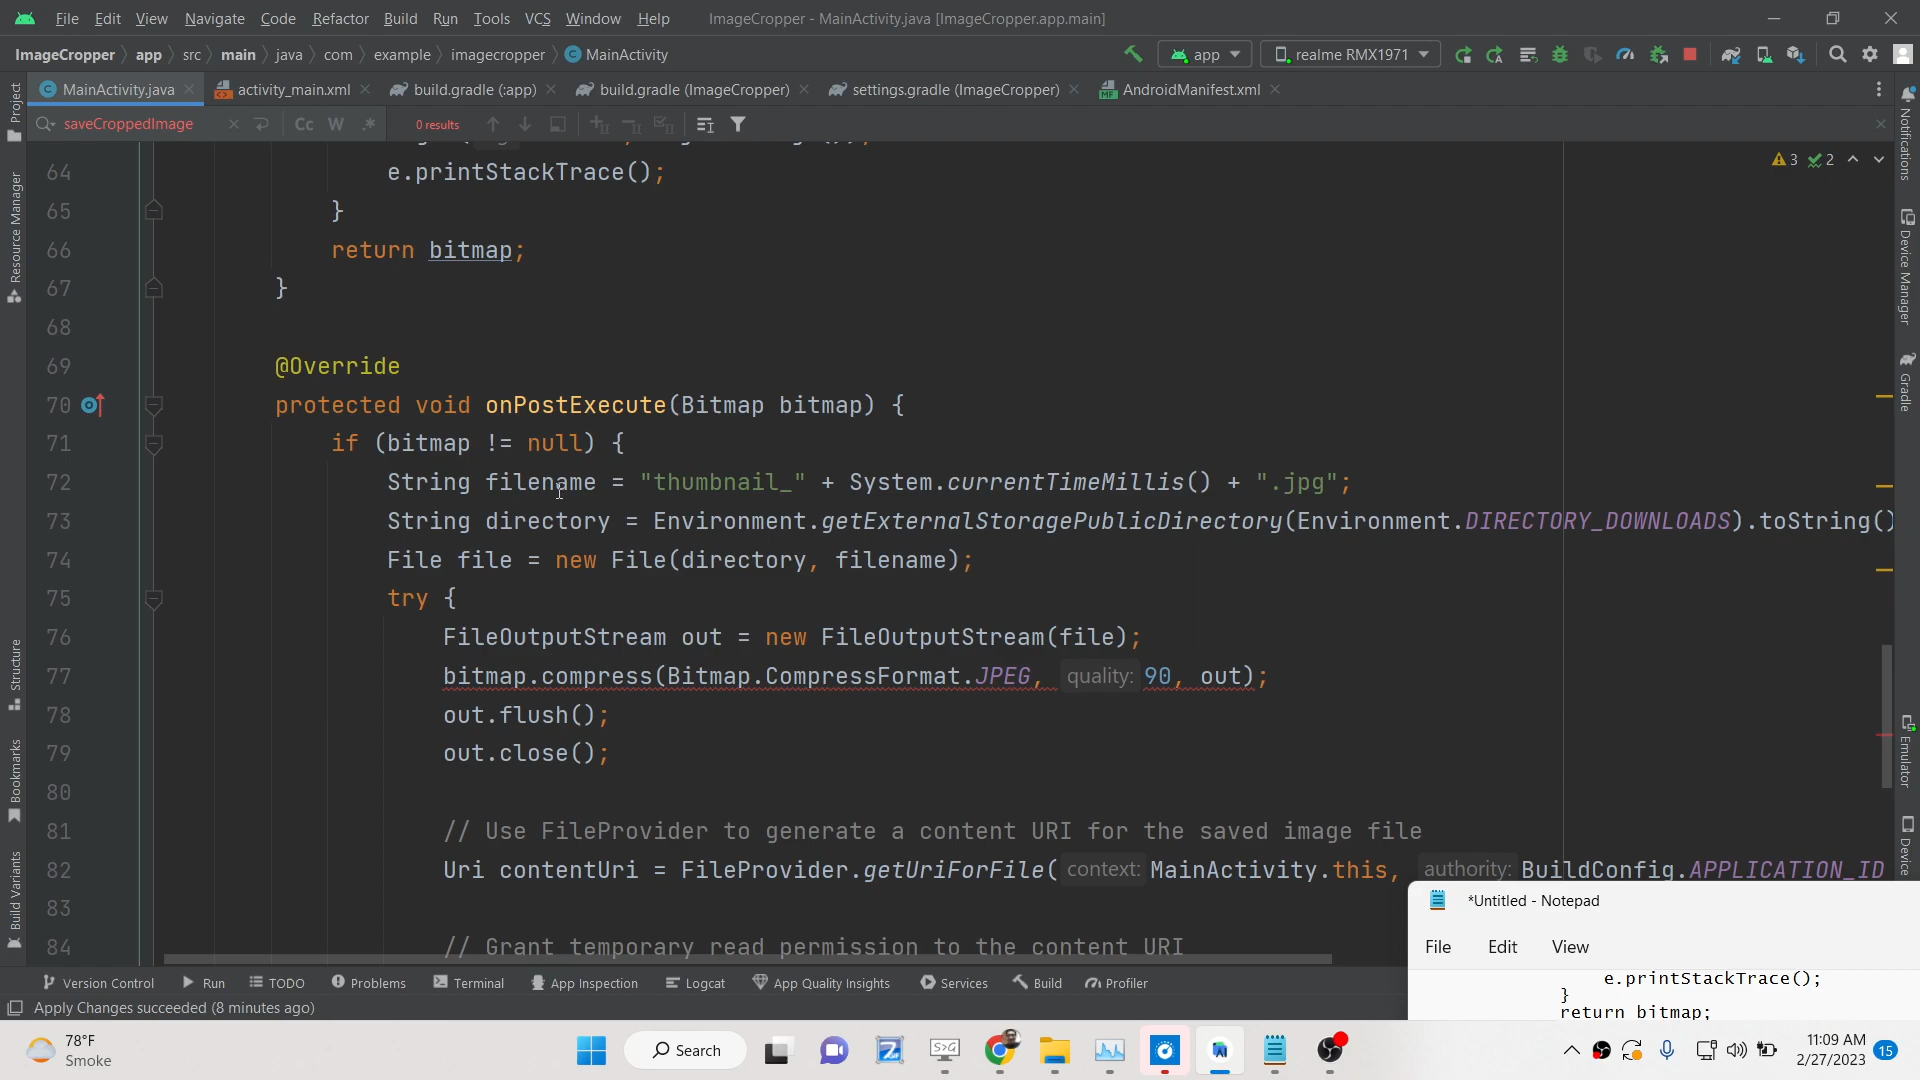 File Edit View Navigate Code Refactor Build Run Tools VCS Window Help ImageCropper - MainActivity.java [ImageCropper.app.main]
ImageCropper app src main java com example imagecropper MainActivity app realme RMX1971
MainActivity.java activity_main.xml build.gradle (:app) build.gradle (ImageCropper) settings.gradle (ImageCropper) AndroidManifest.xml
saveCroppedImage Cc W .* 0 results
3 2
64 e.printStackTrace();
65 }
66 return bitmap;
67 }
68
69 @Override
70 protected void onPostExecute(Bitmap bitmap) {
71 if (bitmap != null) {
72 String filename = "thumbnail_" + System.currentTimeMillis() + ".jpg";
73 String directory = Environment.getExternalStoragePublicDirectory(Environment.DIRECTORY_DOWNLOADS).toString()
74 File file = new File(directory, filename);
75 try {
76 FileOutputStream out = new FileOutputStream(file);
77 bitmap.compress(Bitmap.CompressFormat.JPEG, quality: 90, out);
78 out.flush();
79 out.close();
80
81 // Use FileProvider to generate a content URI for the saved image file
82 Uri contentUri = FileProvider.getUriForFile( context: MainActivity.this, authority: BuildConfig.APPLICATION_ID
83
84 // Grant temporary read permission to the content URI
Project
Resource Manager
Structure
Bookmarks
Build Variants
Notifications
Device Manager
Gradle
Emulator
Device
*Untitled - Notepad
File Edit View
e.printStackTrace();
}
return bitmap;
Version Control Run TODO Problems Terminal App Inspection Logcat App Quality Insights Services Build Profiler
Apply Changes succeeded (8 minutes ago)
78°F
Smoke
Search
S>G
11:09 AM
2/27/2023
15